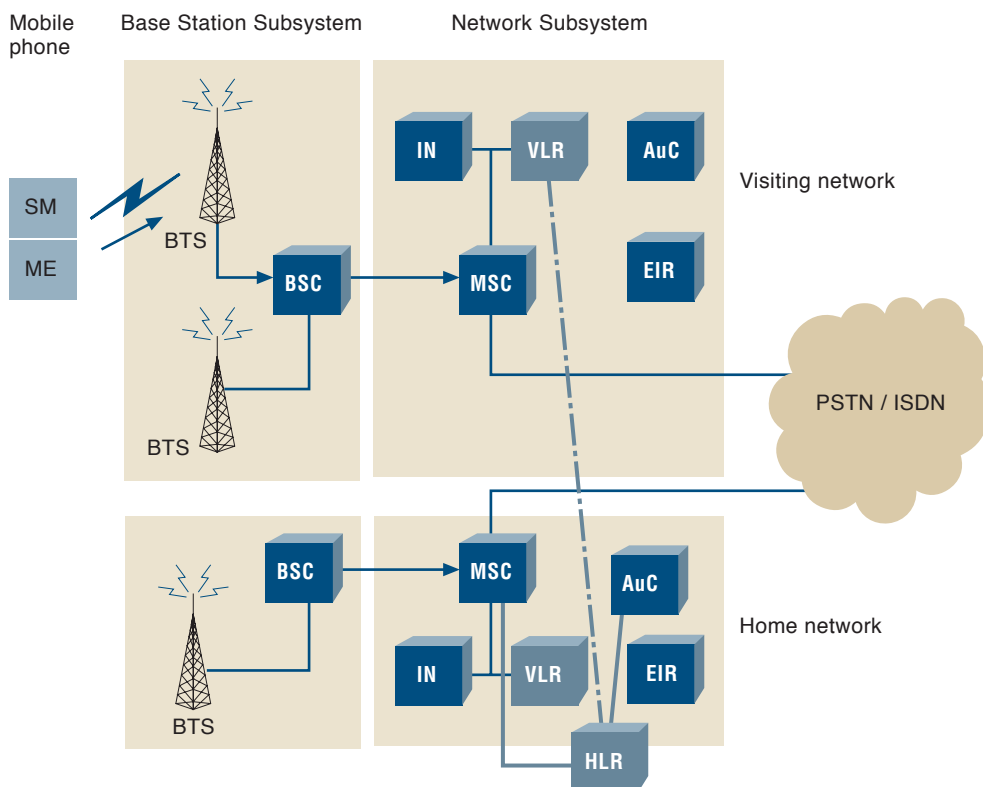 Mobile
phone
Base Station Subsystem
Network Subsystem
IN
VLR
AuC
Visiting network
SM
ME
BTS
BSC
MSC
EIR
BTS
PSTN / ISDN
BSC
MSC
AuC
Home network
IN
VLR
EIR
BTS
HLR